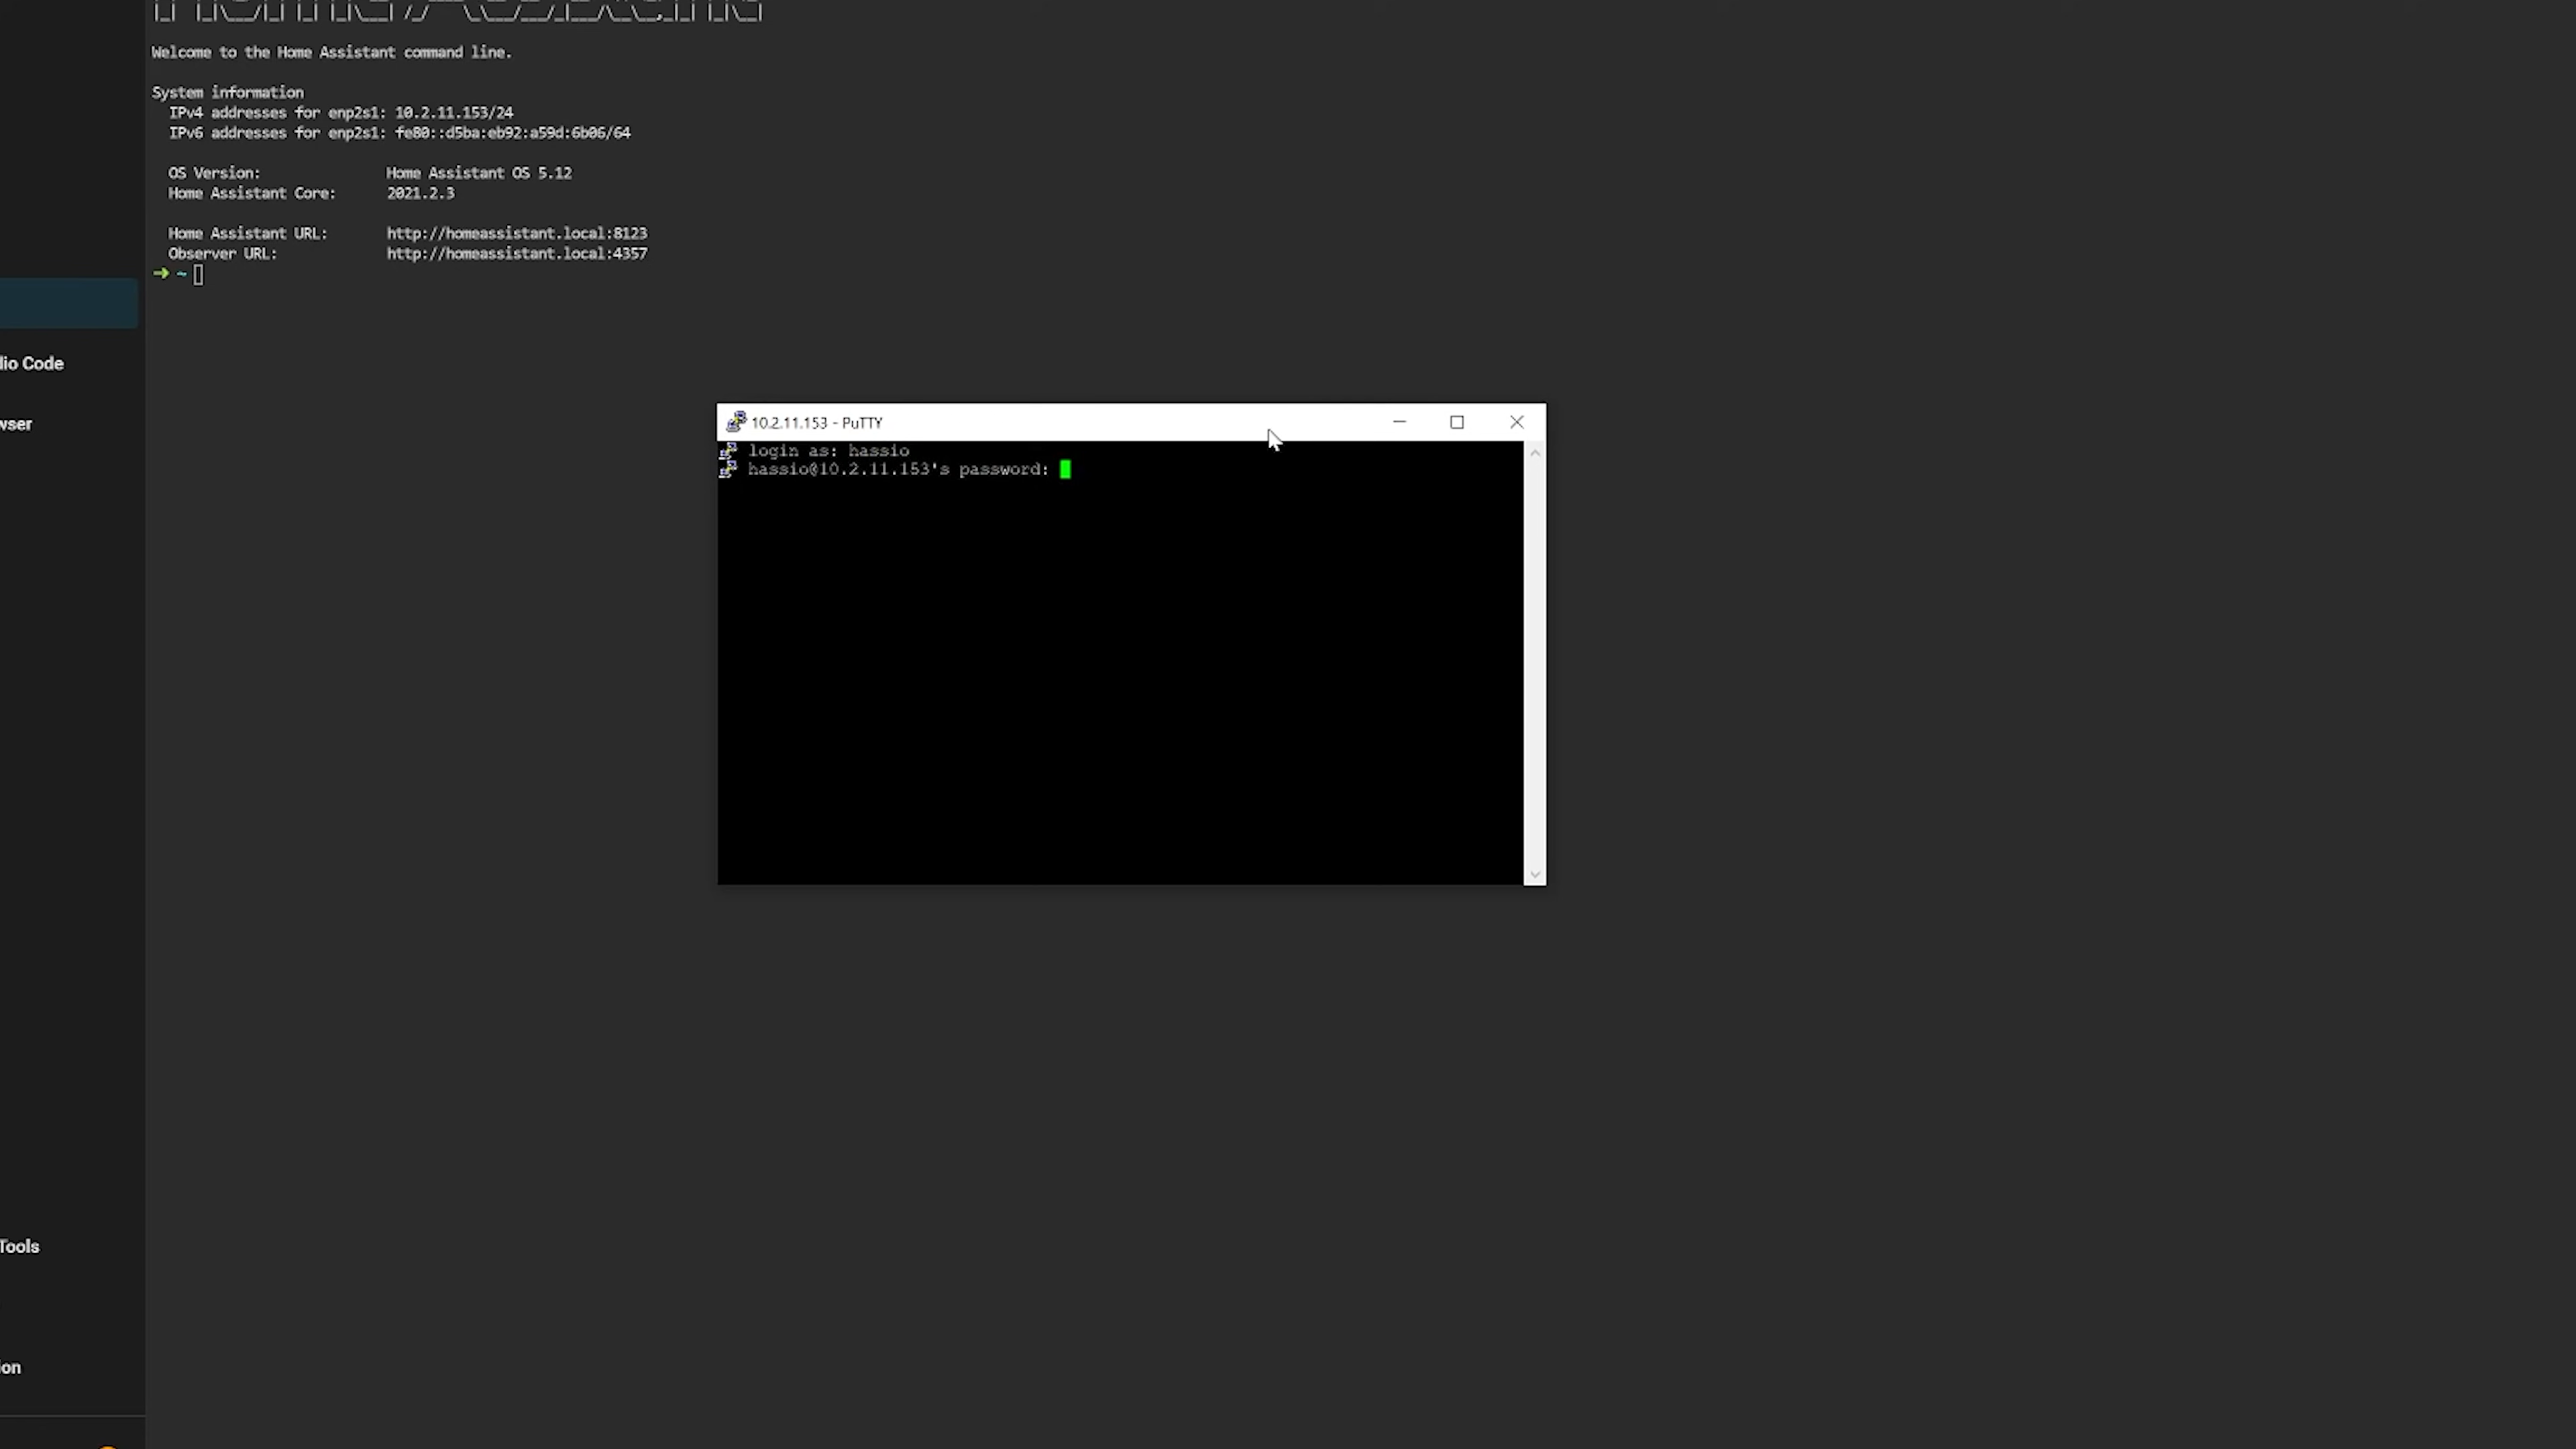 Welcome to the Home Assistant command line.
System information
IPv4 addresses for enp2s1: 10.2.11.153/24
IPv6 addresses for enp2s1: fe80::d5ba:eb92:a59d:6b06/64
OS Version: Home Assistant OS 5.12
Home Assistant Core: 2021.2.3
Home Assistant URL: http://homeassistant.local:8123
Observer URL: http://homeassistant.local:4357
➜ ~
dio Code
wser
10.2.11.153 - PuTTY
login as: hassio
hassio@10.2.11.153's password:
Tools
ion